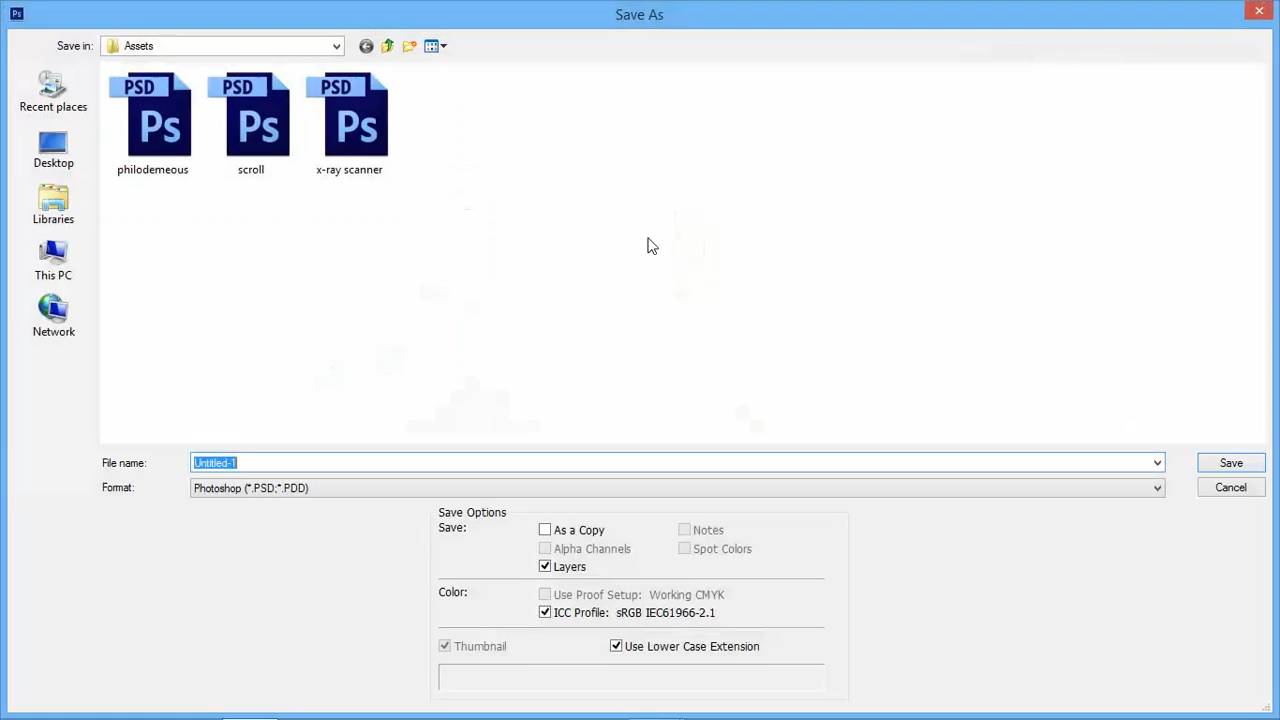 Ps
Save As
Save in:
Assets
PSD
Ps
PSD
Ps
PSD
Ps
philodemeous
scroll
x-ray scanner
Recent places
Desktop
Libraries
This PC
Network
File name:
Untitled-1
Save
Format:
Photoshop (*.PSD;*.PDD)
Cancel
Save Options
Save:
As a Copy
Notes
Alpha Channels
Spot Colors
Layers
Color:
Use Proof Setup: Working CMYK
ICC Profile: sRGB IEC61966-2.1
Thumbnail
Use Lower Case Extension